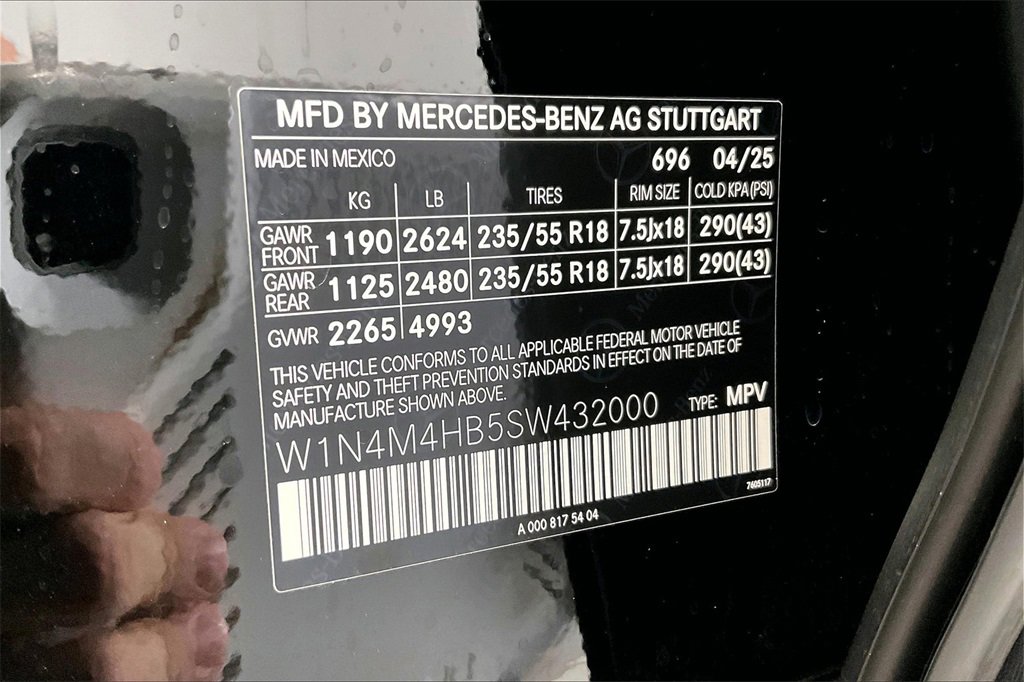 MFD BY MERCEDES-BENZ AG STUTTGART
MADE IN MEXICO 696 04/25
KG LB TIRES RIM SIZE COLD KPA(PSI)
GAWR FRONT 1190 2624 235/55 R18 7.5Jx18 290(43)
GAWR REAR 1125 2480 235/55 R18 7.5Jx18 290(43)
GVWR 2265 4993
THIS VEHICLE CONFORMS TO ALL APPLICABLE FEDERAL MOTOR VEHICLE
SAFETY AND THEFT PREVENTION STANDARDS IN EFFECT ON THE DATE OF
MANUFACTURE SHOWN ABOVE.
W1N4M4HB5SW432000 TYPE: MPV
7405117
A 000 817 54 04